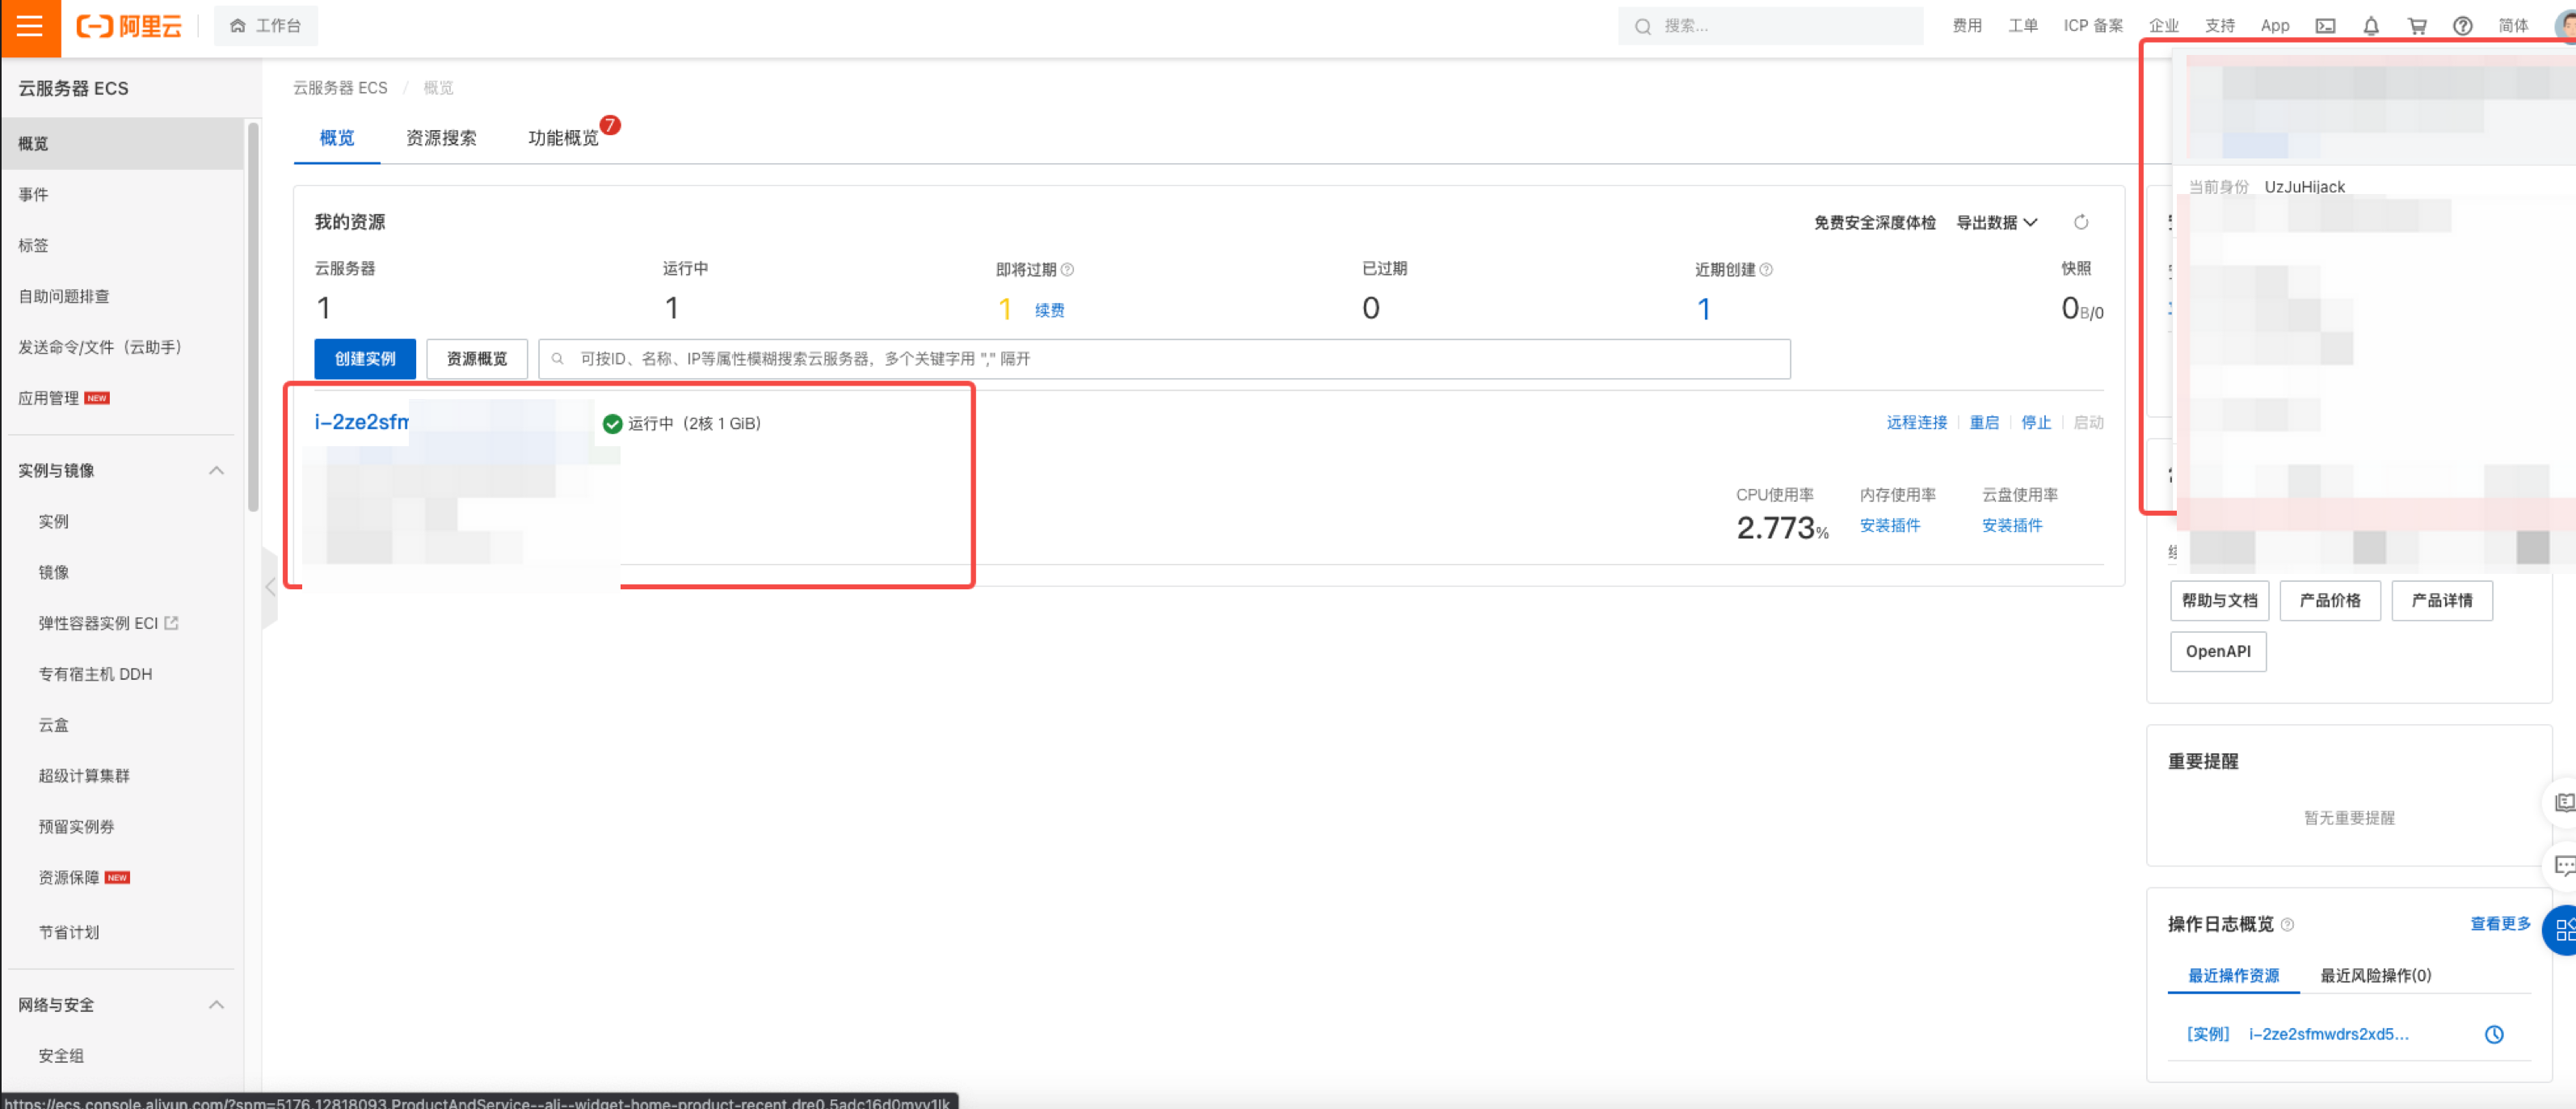 阿里云
工作台
搜索...
费用
工单
ICP 备案
企业
支持
App
简体
云服务器 ECS
概览
事件
标签
自助问题排查
发送命令/文件（云助手）
应用管理 NEW
实例与镜像
实例
镜像
弹性容器实例 ECI
专有宿主机 DDH
云盒
超级计算集群
预留实例券
资源保障 NEW
节省计划
网络与安全
安全组
云服务器 ECS / 概览
概览
资源搜索
功能概览 7
我的资源
免费安全深度体检
导出数据
云服务器
运行中
即将过期
已过期
近期创建
快照
1
1
1 续费
0
1
0B/0
创建实例
资源概览
可按ID、名称、IP等属性模糊搜索云服务器，多个关键字用 "," 隔开
i-2ze2sfm
运行中（2核 1 GiB）
远程连接
重启
停止
启动
CPU使用率
内存使用率
云盘使用率
2.773%
安装插件
安装插件
当前身份 UzJuHijack
帮助与文档
产品价格
产品详情
OpenAPI
重要提醒
暂无重要提醒
操作日志概览
查看更多
最近操作资源
最近风险操作(0)
[实例] i-2ze2sfmwdrs2xd5...
https://ecs.console.aliyun.com/?spm=5176.12818093.ProductAndService--ali--widget-home-product-recent.dre0.5adc16d0myy1lk